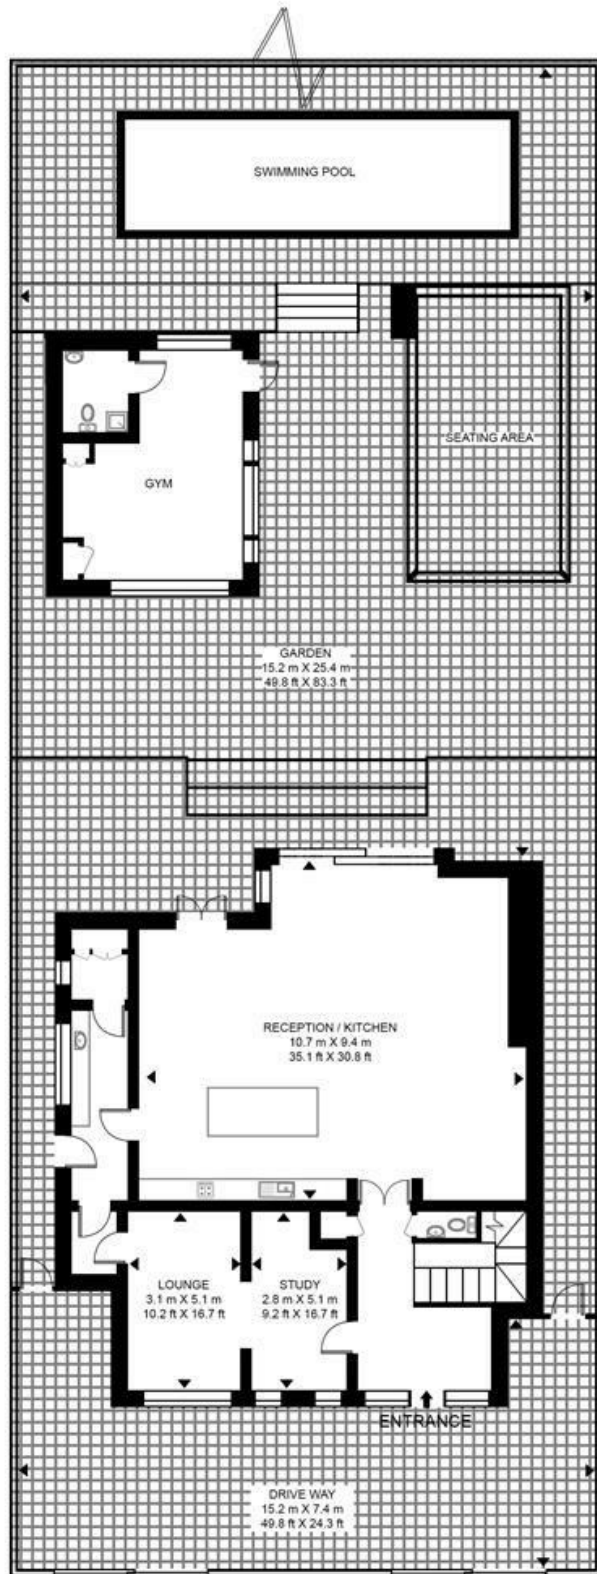 SWIMMING POOL
SEATING AREA
GYM
GARDEN
15.2 m X 25.4 m
49.8 ft X 83.3 ft
RECEPTION / KITCHEN
10.7 m X 9.4 m
35.1 ft X 30.8 ft
LOUNGE
3.1 m X 5.1 m
10.2 ft X 16.7 ft
STUDY
2.8 m X 5.1 m
9.2 ft X 16.7 ft
ENTRANCE
DRIVE WAY
15.2 m X 7.4 m
49.8 ft X 24.3 ft